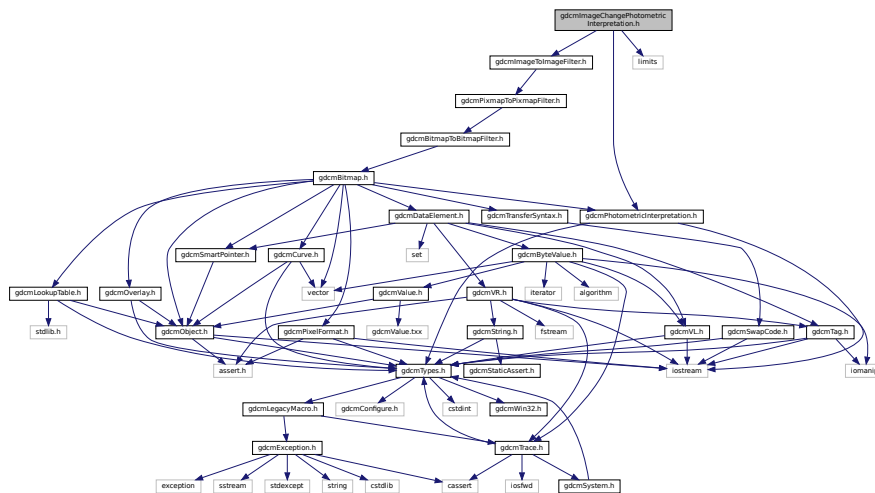 gdcmImageChangePhotometric
Interpretation.h
gdcmImageToImageFilter.h
limits
gdcmPixmapToPixmapFilter.h
gdcmBitmapToBitmapFilter.h
gdcmBitmap.h
gdcmDataElement.h
gdcmTransferSyntax.h
gdcmPhotometricInterpretation.h
gdcmSmartPointer.h
gdcmCurve.h
set
gdcmByteValue.h
gdcmLookupTable.h
gdcmOverlay.h
vector
gdcmValue.h
gdcmVR.h
iterator
algorithm
stdlib.h
gdcmObject.h
gdcmPixelFormat.h
gdcmValue.txx
gdcmString.h
fstream
gdcmVL.h
gdcmSwapCode.h
gdcmTag.h
assert.h
gdcmTypes.h
gdcmStaticAssert.h
iostream
iomanip
gdcmLegacyMacro.h
gdcmConfigure.h
cstdint
gdcmWin32.h
gdcmException.h
gdcmTrace.h
exception
sstream
stdexcept
string
cstdlib
cassert
iosfwd
gdcmSystem.h